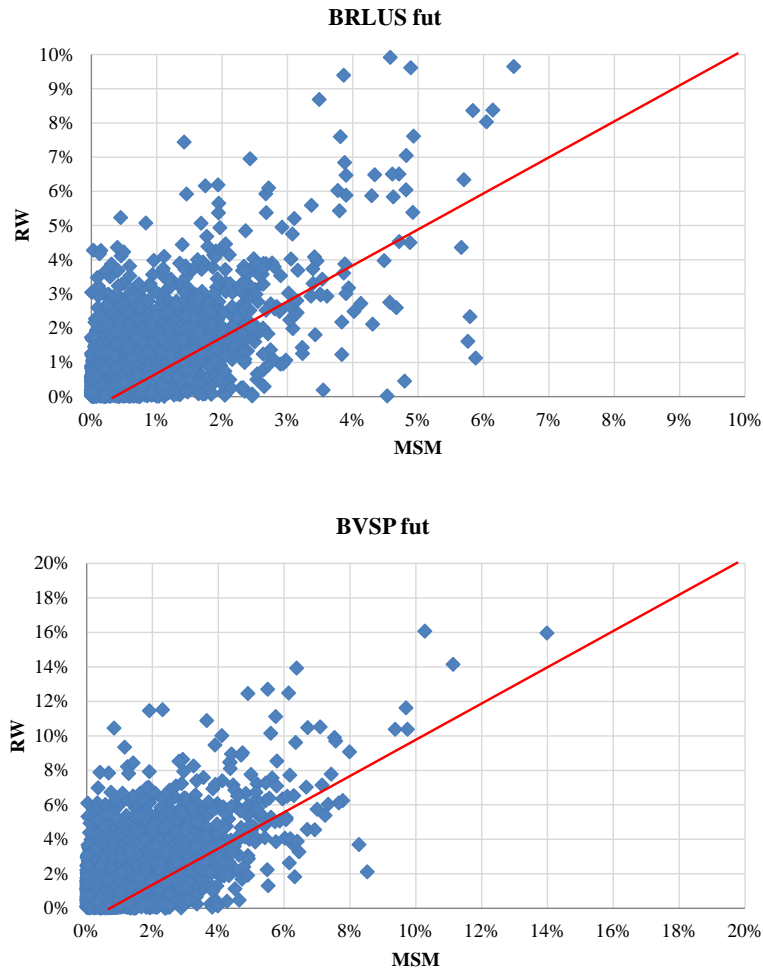 BRLUS fut
10%
9%
8%
7%
6%
5%
4%
3%
2%
1%
0%
RW
0% 1% 2% 3% 4% 5% 6% 7% 8% 9% 10%
MSM
BVSP fut
20%
18%
16%
14%
12%
10%
8%
6%
4%
2%
0%
RW
0% 2% 4% 6% 8% 10% 12% 14% 16% 18% 20%
MSM